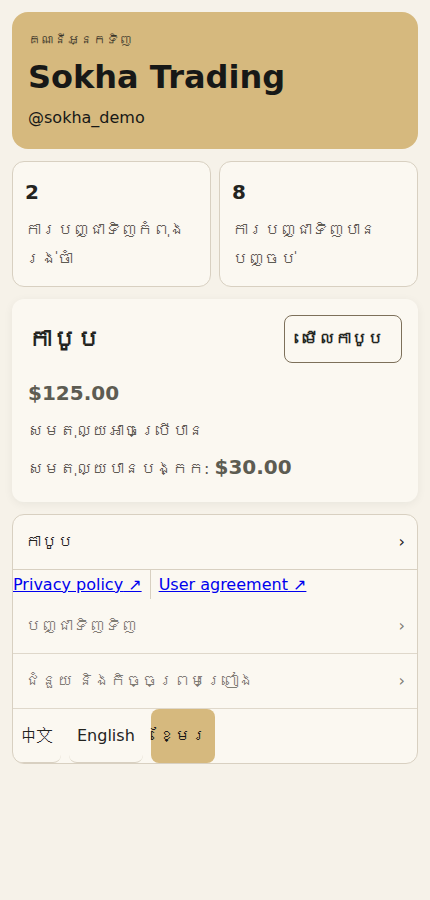 គណនីអ្នកទិញ
Sokha Trading
@sokha_demo
2
ការបញ្ជាទិញកំពុង
រង់ចាំ
8
ការបញ្ជាទិញបាន
បញ្ចប់
កាបូប
មើលកាបូប
$125.00
សមតុល្យអាចប្រើបាន
សមតុល្យបានបង្កក: $30.00
កាបូប ›
Privacy policy ↗ User agreement ↗
បញ្ជាទិញទិញ ›
ជំនួយ និងកិច្ចព្រមព្រៀង ›
中文 English ខ្មែរ